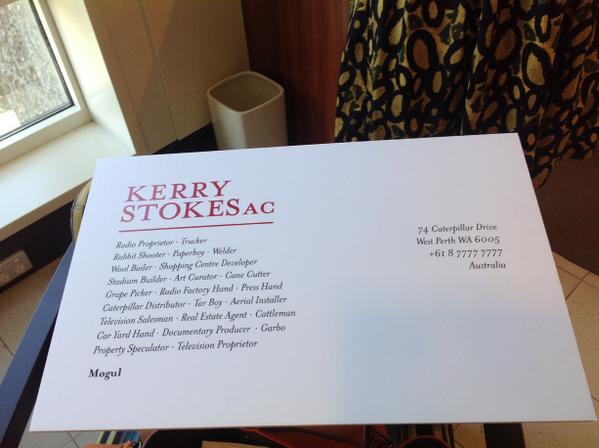 KERRY
STOKES AC
Radio Proprietor · Trucker
Rabbit Shooter · Paperboy · Welder
Wool Bailer · Shopping Centre Developer
Stadium Builder · Art Curator · Cane Cutter
Grape Picker · Radio Factory Hand · Press Hand
Caterpillar Distributor · Tar Boy · Aerial Installer
Television Salesman · Real Estate Agent · Cattleman
Car Yard Hand · Documentary Producer · Garbo
Property Speculator · Television Proprietor
Mogul
74 Caterpillar Drive
West Perth WA 6005
+61 8 7777 7777
Australia